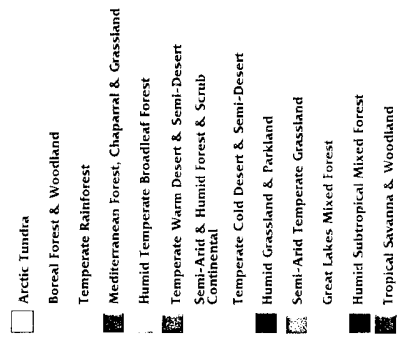 Arctic Tundra
Boreal Forest & Woodland
Temperate Rainforest
Mediterranean Forest, Chaparral & Grassland
Humid Temperate Broadleaf Forest
Temperate Warm Desert & Semi-Desert
Semi-Arid & Humid Forest & Scrub
Continental
Temperate Cold Desert & Semi-Desert
Humid Grassland & Parkland
Semi-Arid Temperate Grassland
Great Lakes Mixed Forest
Humid Subtropical Mixed Forest
Tropical Savanna & Woodland